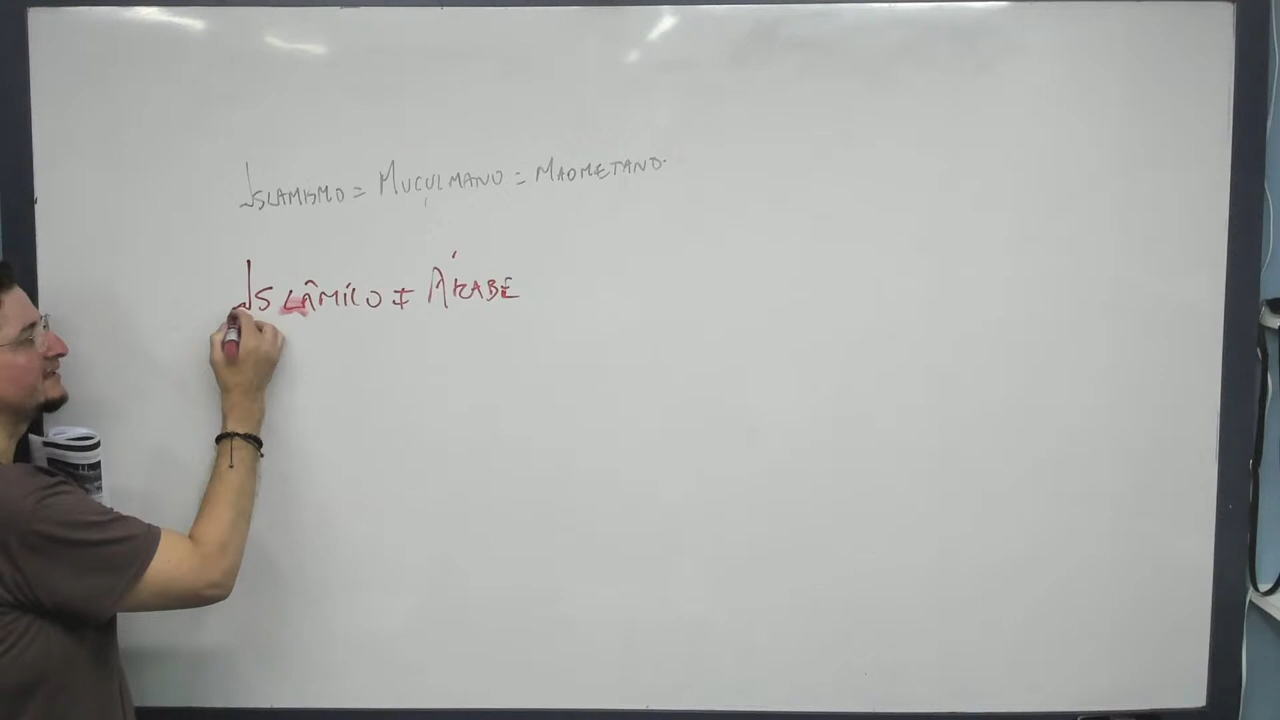 ISLAMISMO = MUÇULMANO = MAOMETANO.
ISLÂMICO ≠ ÁRABE